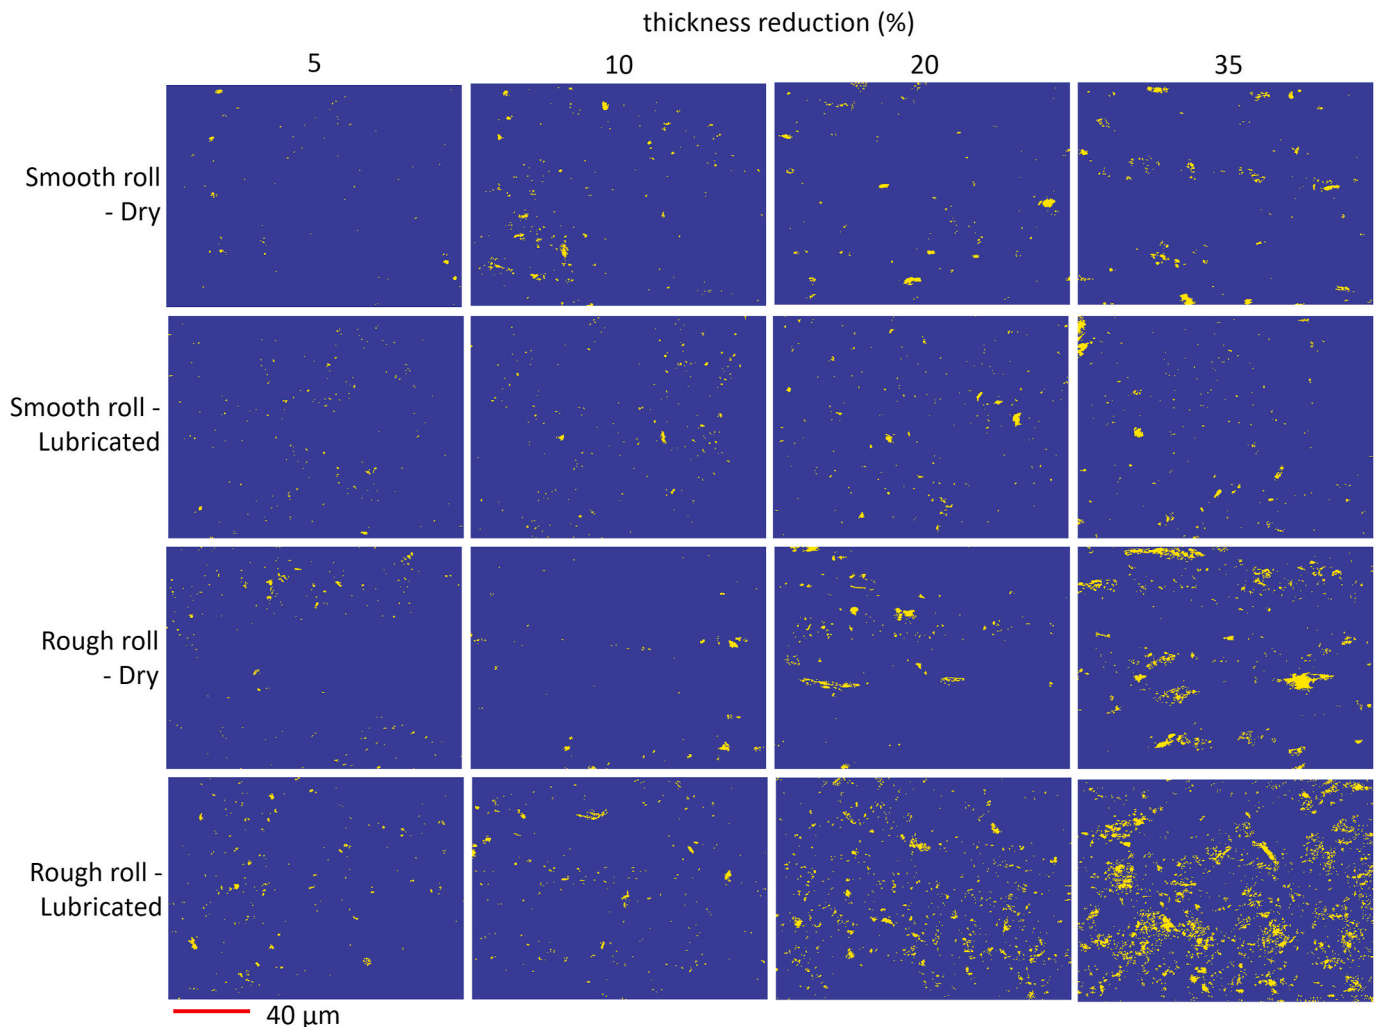 thickness reduction (%)
5 10 20 35
Smooth roll
- Dry
Smooth roll -
Lubricated
Rough roll
- Dry
Rough roll -
Lubricated
40 μm